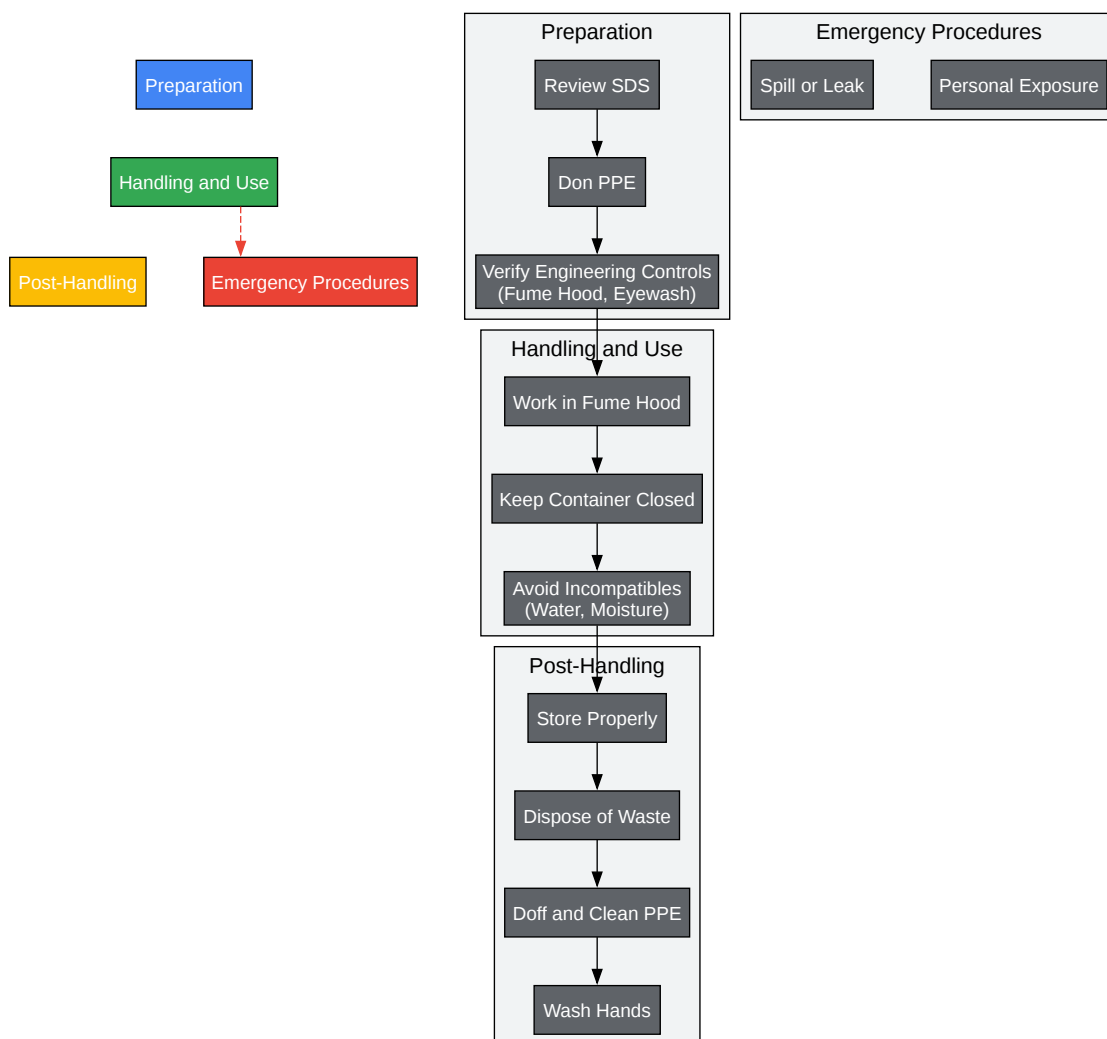 Preparation
Handling and Use
Post-Handling
Emergency Procedures
Preparation
Review SDS
Don PPE
Verify Engineering Controls
(Fume Hood, Eyewash)
Handling and Use
Work in Fume Hood
Keep Container Closed
Avoid Incompatibles
(Water, Moisture)
Post-Handling
Store Properly
Dispose of Waste
Doff and Clean PPE
Wash Hands
Emergency Procedures
Spill or Leak
Personal Exposure